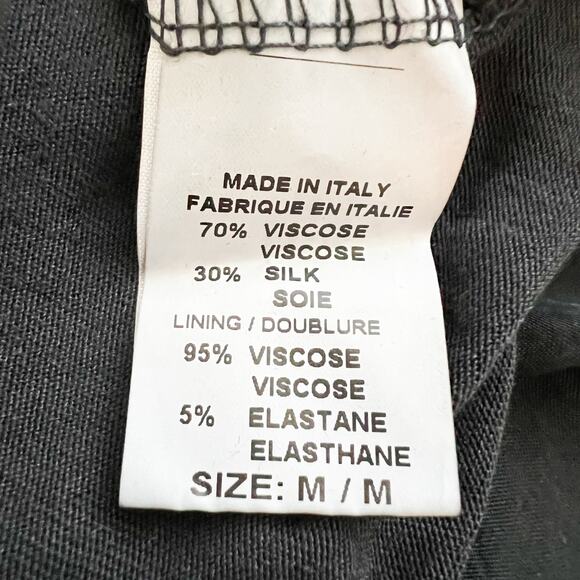 MADE IN ITALY
FABRIQUE EN ITALIE
70% VISCOSE
VISCOSE
30% SILK
SOIE
LINING / DOUBLURE
95% VISCOSE
VISCOSE
5% ELASTANE
ELASTHANE
SIZE: M / M